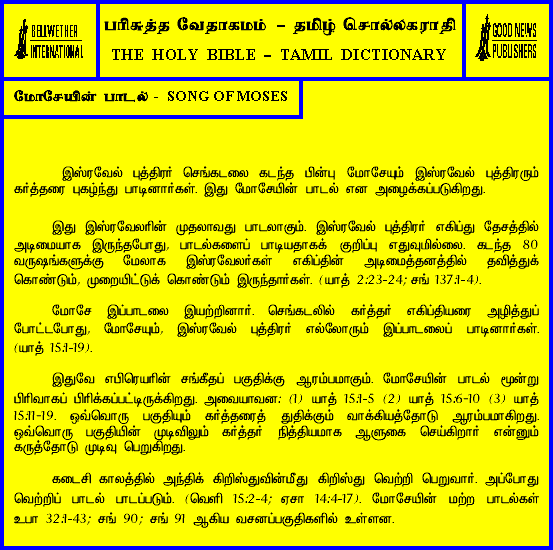 BELLWETHER
INTERNATIONAL
பரிசுத்த வேதாகமம் – தமிழ் சொல்லகராதி
THE HOLY BIBLE – TAMIL DICTIONARY
GOOD NEWS
PUBLISHERS
மோசேயின் பாடல் - SONG OF MOSES
இஸ்ரவேல் புத்திரர் செங்கடலை கடந்த பின்பு மோசேயும் இஸ்ரவேல் புத்திரரும்
கர்த்தரை புகழ்ந்து பாடினார்கள். இது மோசேயின் பாடல் என அழைக்கப்படுகிறது.
இது இஸ்ரவேலரின் முதலாவது பாடலாகும். இஸ்ரவேல் புத்திரர் எகிப்து தேசத்தில்
அடிமையாக இருந்தபோது, பாடல்களைப் பாடியதாகக் குறிப்பு எதுவுமில்லை. கடந்த 80
வருஷங்களுக்கு மேலாக இஸ்ரவேலர்கள் எகிப்தின் அடிமைத்தனத்தில் தவித்துக்
கொண்டும், முறையிட்டுக் கொண்டும் இருந்தார்கள். (யாத் 2:23-24; சங் 137:1-4).
மோசே இப்பாடலை இயற்றினார். செங்கடலில் கர்த்தர் எகிப்தியரை அழித்துப்
போட்டபோது, மோசேயும், இஸ்ரவேல் புத்திரர் எல்லோரும் இப்பாடலைப் பாடினார்கள்.
(யாத் 15:1-19).
இதுவே எபிரெயரின் சங்கீதப் பகுதிக்கு ஆரம்பமாகும். மோசேயின் பாடல் மூன்று
பிரிவாகப் பிரிக்கப்பட்டிருக்கிறது. அவையாவன: (1) யாத் 15:1-5 (2) யாத் 15:6-10 (3) யாத்
15:11-19. ஒவ்வொரு பகுதியும் கர்த்தரைத் துதிக்கும் வாக்கியத்தோடு ஆரம்பமாகிறது.
ஒவ்வொரு பகுதியின் முடிவிலும் கர்த்தர் நித்தியமாக ஆளுகை செய்கிறார் என்னும்
கருத்தோடு முடிவு பெறுகிறது.
கடைசி காலத்தில் அந்திக் கிறிஸ்துவின்மீது கிறிஸ்து வெற்றி பெறுவார். அப்போது
வெற்றிப் பாடல் பாடப்படும். (வெளி 15:2-4; ஏசா 14:4-17). மோசேயின் மற்ற பாடல்கள்
உபா 32:1-43; சங் 90; சங் 91 ஆகிய வசனப்பகுதிகளில் உள்ளன.